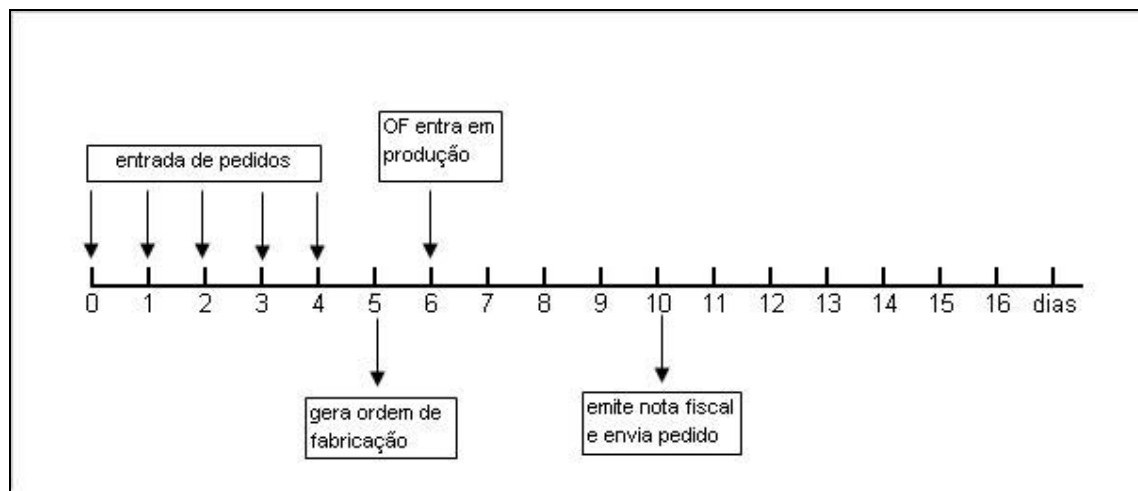 OF entra em
produção
entrada de pedidos
0 1 2 3 4 5 6 7 8 9 10 11 12 13 14 15 16 dias
gera ordem de
fabricação
emite nota fiscal
e envia pedido